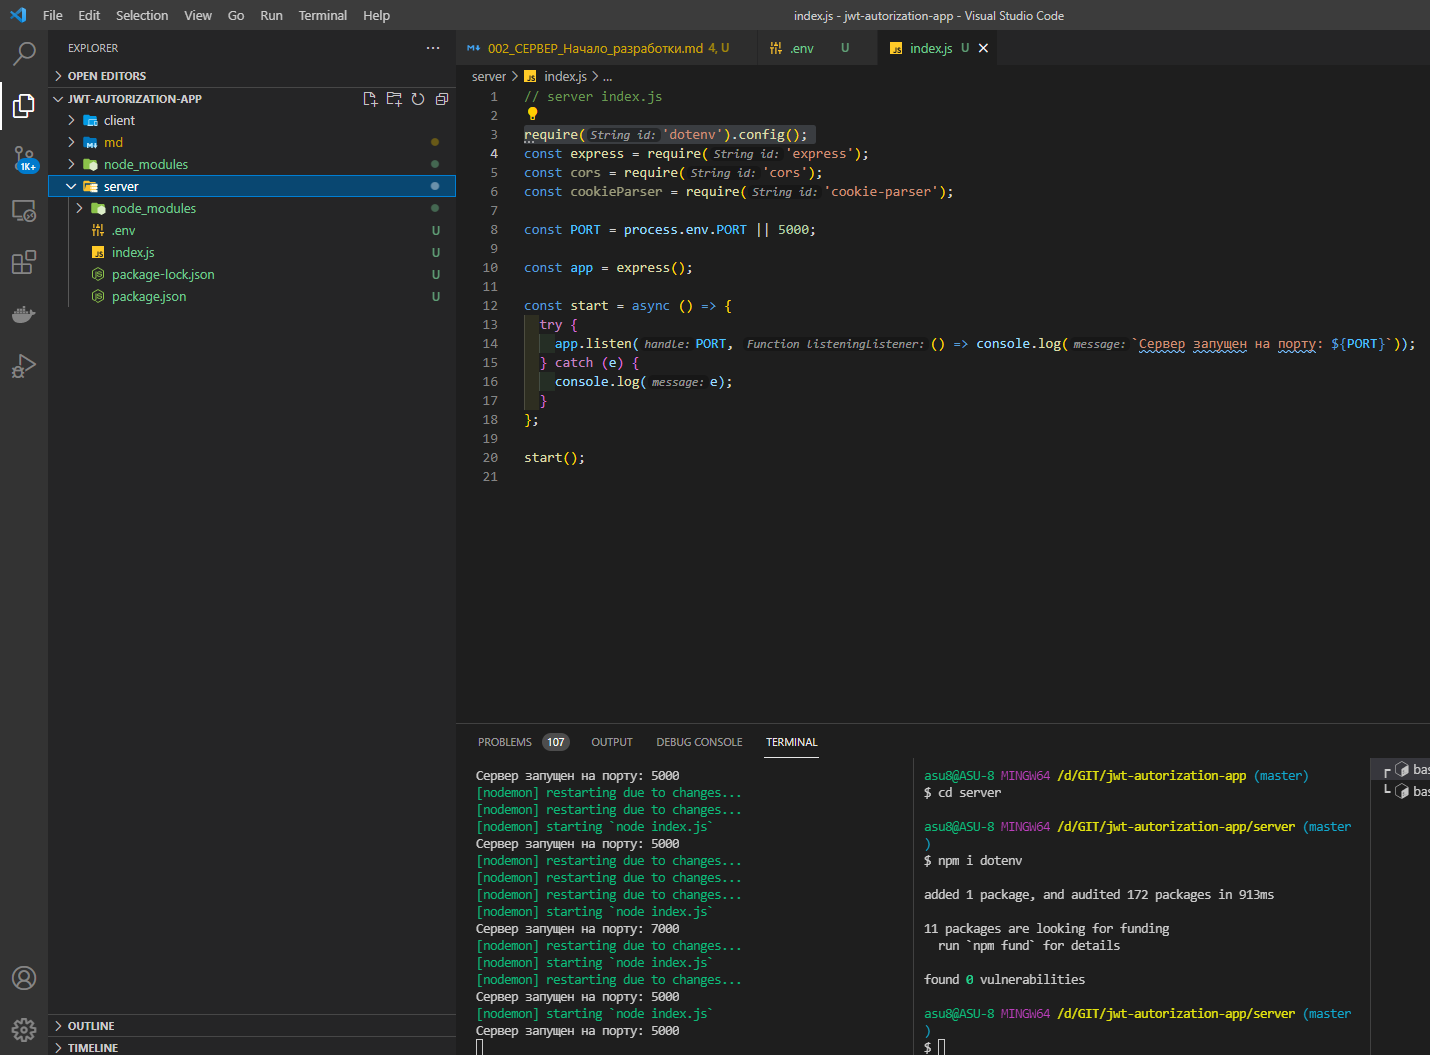 File Edit Selection View Go Run Terminal Help
index.js - jwt-autorization-app - Visual Studio Code
EXPLORER
OPEN EDITORS
JWT-AUTORIZATION-APP
client
md
node_modules
server
node_modules
.env U
index.js U
package-lock.json U
package.json U
OUTLINE
TIMELINE
1K+
002_СЕРВЕР_Начало_разработки.md 4, U
.env U
index.js U
server > index.js > ...
1 // server index.js
2
3 require(String id: 'dotenv').config();
4 const express = require(String id: 'express');
5 const cors = require(String id: 'cors');
6 const cookieParser = require(String id: 'cookie-parser');
7
8 const PORT = process.env.PORT || 5000;
9
10 const app = express();
11
12 const start = async () => {
13 try {
14 app.listen(handle: PORT, Function listeningListener: () => console.log(message: `Сервер запущен на порту: ${PORT}`));
15 } catch (e) {
16 console.log(message: e);
17 }
18 };
19
20 start();
21
PROBLEMS 107 OUTPUT DEBUG CONSOLE TERMINAL
Сервер запущен на порту: 5000
[nodemon] restarting due to changes...
[nodemon] restarting due to changes...
[nodemon] starting `node index.js`
Сервер запущен на порту: 5000
[nodemon] restarting due to changes...
[nodemon] restarting due to changes...
[nodemon] restarting due to changes...
[nodemon] starting `node index.js`
Сервер запущен на порту: 7000
[nodemon] restarting due to changes...
[nodemon] starting `node index.js`
[nodemon] restarting due to changes...
Сервер запущен на порту: 5000
[nodemon] starting `node index.js`
Сервер запущен на порту: 5000
asu8@ASU-8 MINGW64 /d/GIT/jwt-autorization-app (master)
$ cd server
asu8@ASU-8 MINGW64 /d/GIT/jwt-autorization-app/server (master
)
$ npm i dotenv
added 1 package, and audited 172 packages in 913ms
11 packages are looking for funding
run `npm fund` for details
found 0 vulnerabilities
asu8@ASU-8 MINGW64 /d/GIT/jwt-autorization-app/server (master
)
$
bas
bas